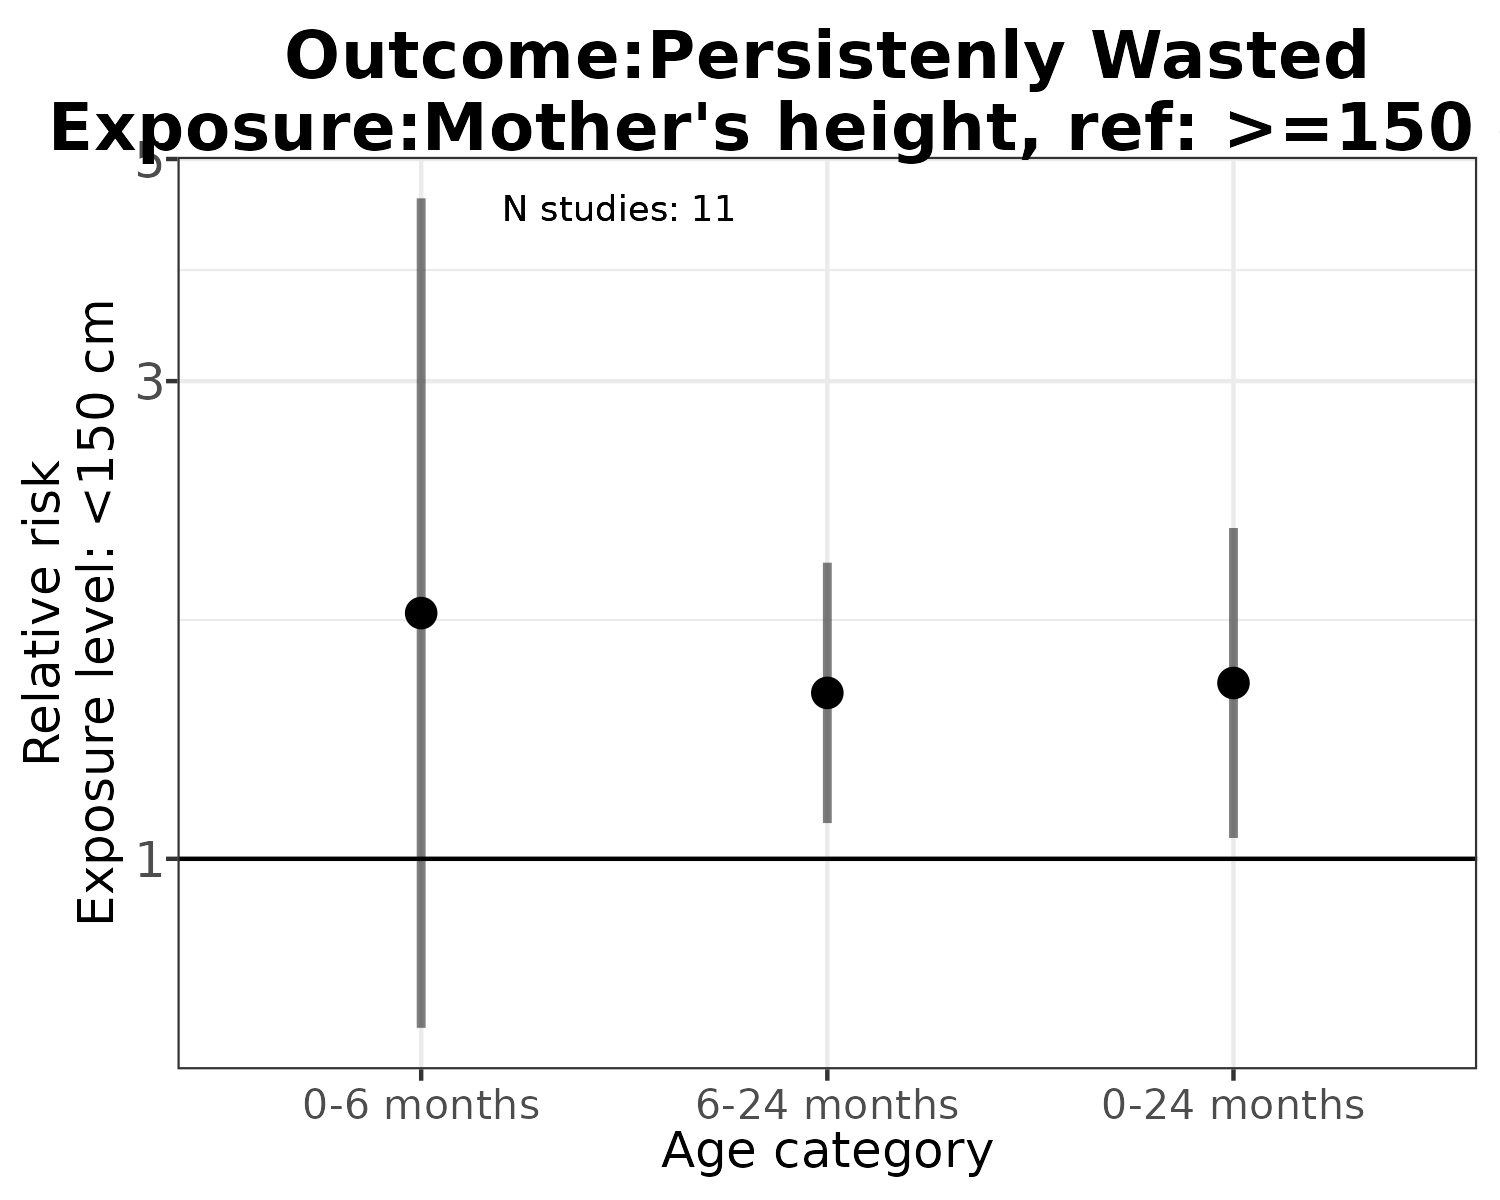 Outcome:Persistenly Wasted
Exposure:Mother's height, ref: >=150
5
N studies: 11
3
1
Relative risk
Exposure level: <150 cm
0-6 months
6-24 months
0-24 months
Age category